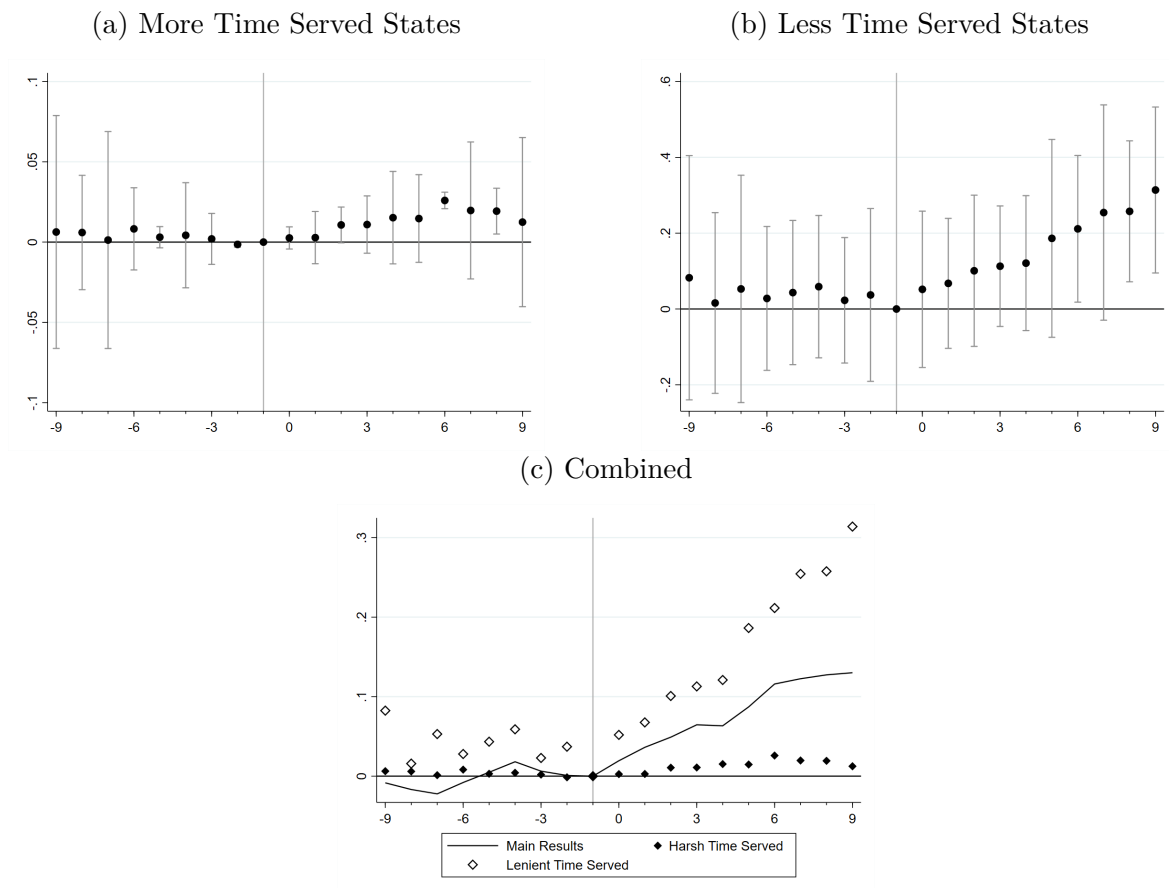 (a) More Time Served States
(b) Less Time Served States
.1
.05
0
-.05
-.1
-9 -6 -3 0 3 6 9
.6
.4
.2
0
-.2
-9 -6 -3 0 3 6 9
(c) Combined
.3
.2
.1
0
-9 -6 -3 0 3 6 9
Main Results
Harsh Time Served
Lenient Time Served